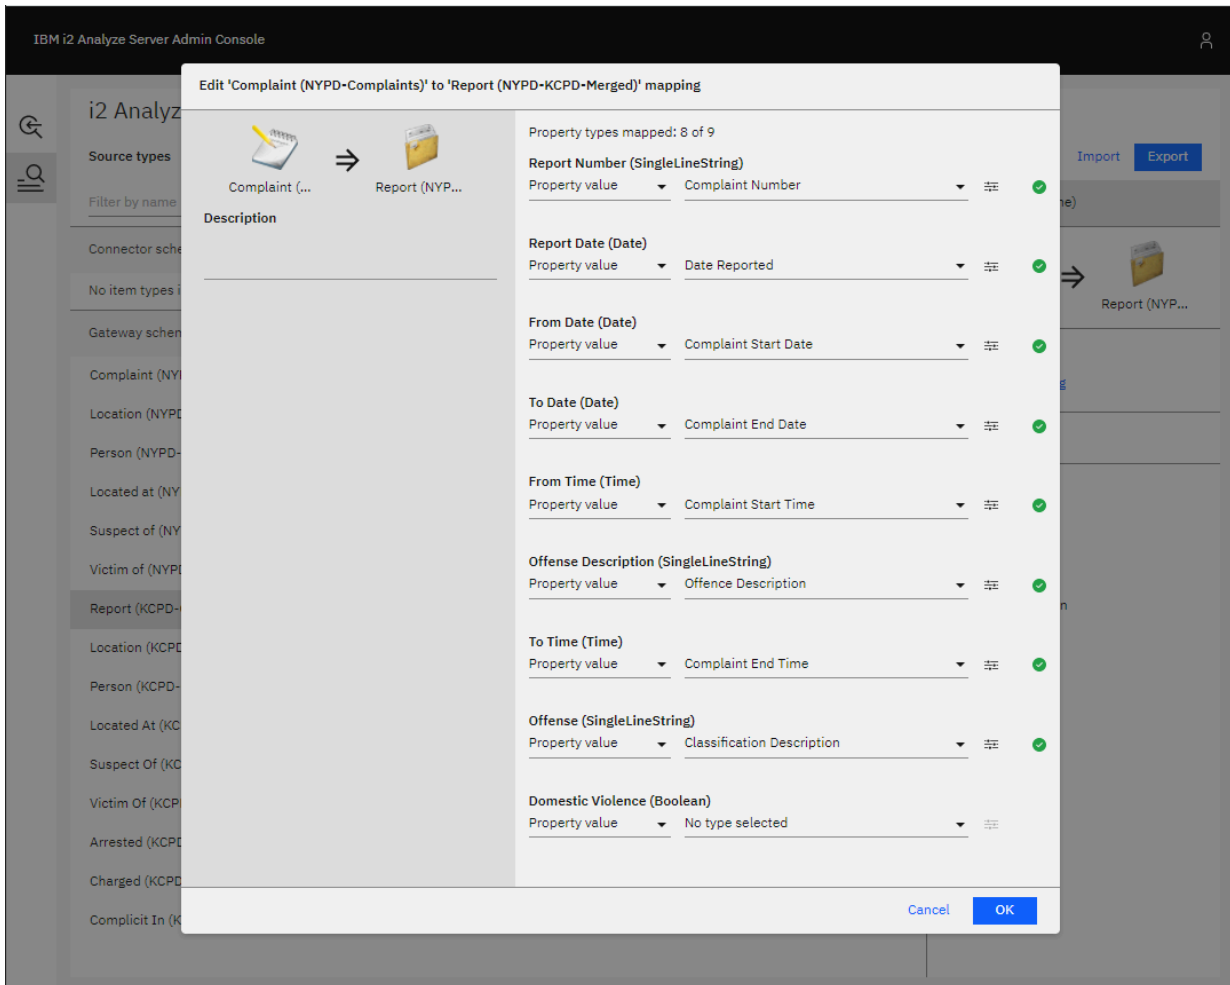 IBM i2 Analyze Server Admin Console
Edit 'Complaint (NYPD-Complaints)' to 'Report (NYPD-KCPD-Merged)' mapping
i2 Analyz
Source types
Filter by name
Connector sche
No item types i
Gateway schen
Complaint (NYI
Location (NYPD
Person (NYPD-
Located at (NY
Suspect of (NY
Victim of (NYPD
Report (KCPD-
Location (KCPD
Person (KCPD-
Located At (KC
Suspect Of (KC
Victim Of (KCP
Arrested (KCPD
Charged (KCPD
Complicit In (K
Complaint (...
Report (NYP...
Description
Property types mapped: 8 of 9
Report Number (SingleLineString)
Property value Complaint Number
Report Date (Date)
Property value Date Reported
From Date (Date)
Property value Complaint Start Date
To Date (Date)
Property value Complaint End Date
From Time (Time)
Property value Complaint Start Time
Offense Description (SingleLineString)
Property value Offence Description
To Time (Time)
Property value Complaint End Time
Offense (SingleLineString)
Property value Classification Description
Domestic Violence (Boolean)
Property value No type selected
Cancel OK
Import Export
ne)
Report (NYP...
g
n